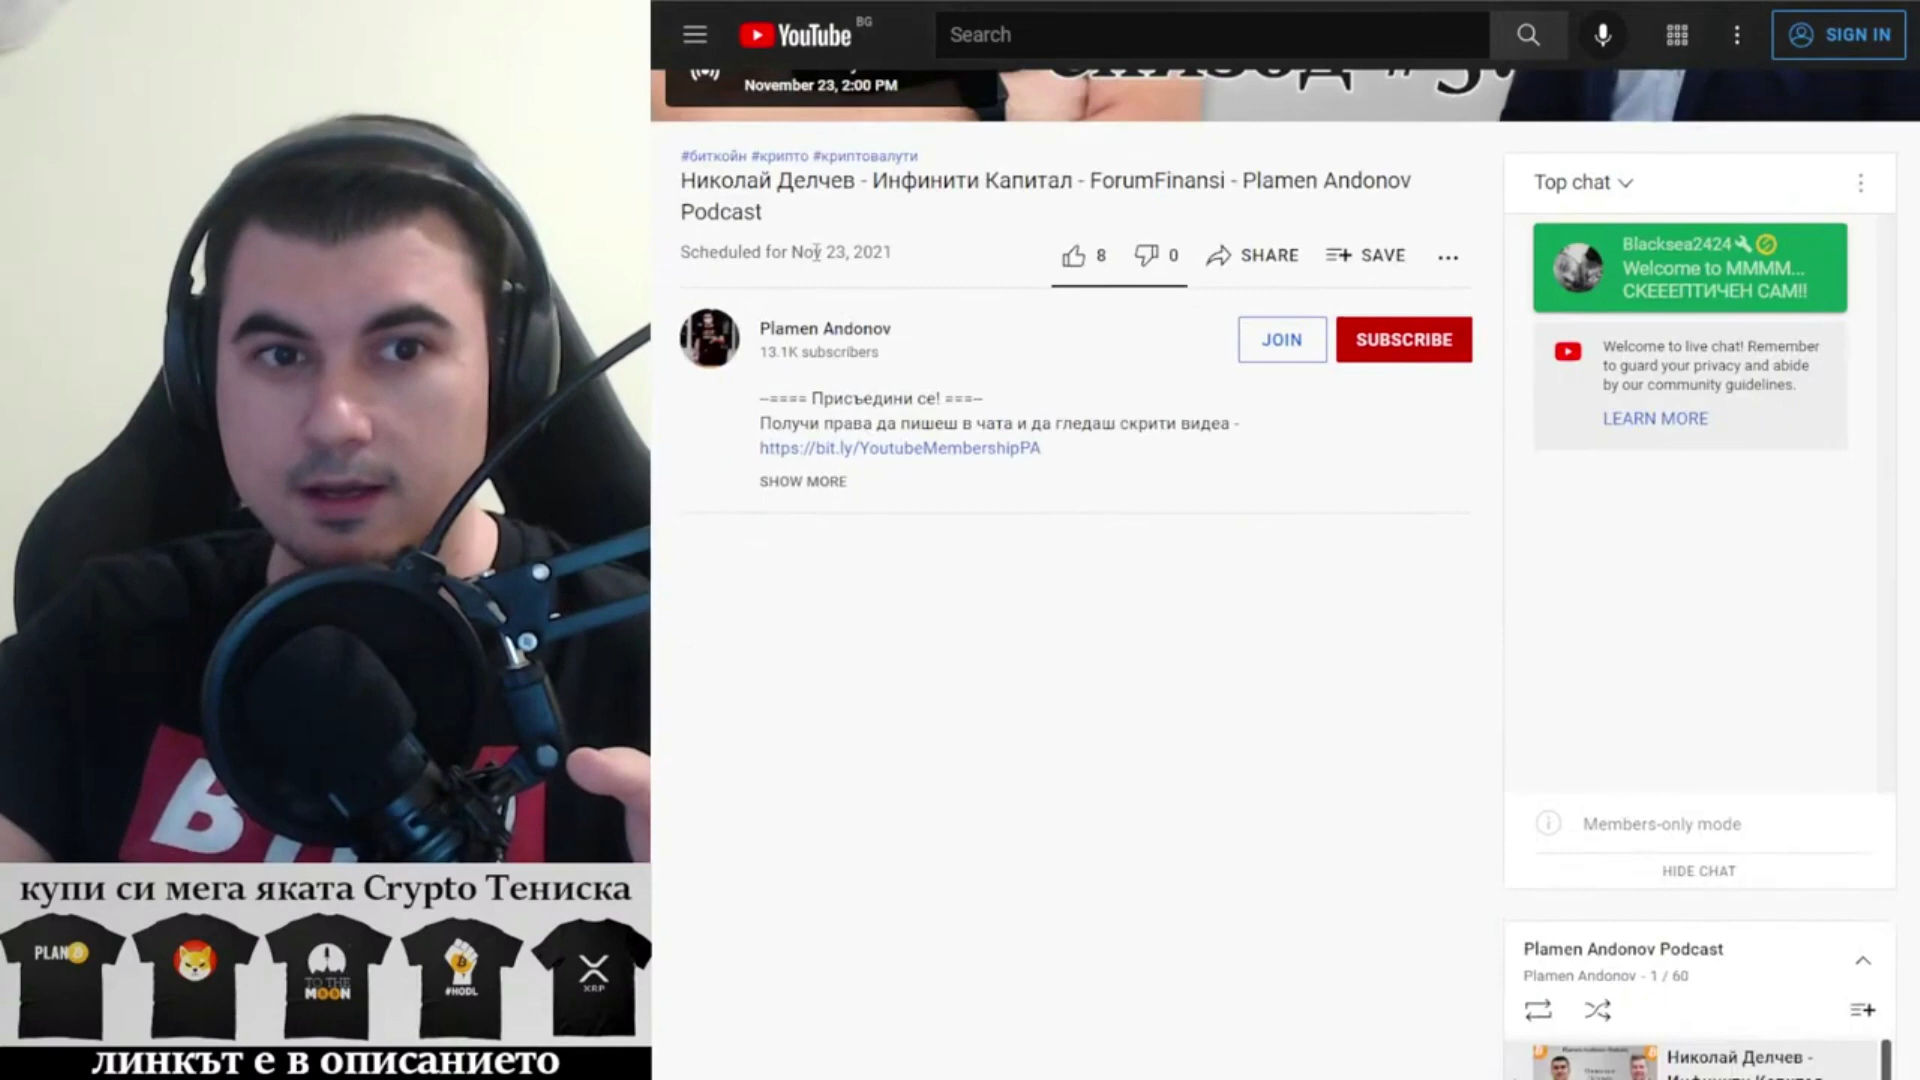 YouTube BG
Search
SIGN IN
November 23, 2:00 PM
#биткойн #крипто #криптовалути
Николай Делчев - Инфинити Капитал - ForumFinansi - Plamen Andonov
Podcast
Scheduled for Nov 23, 2021
8
0
SHARE
SAVE
Plamen Andonov
13.1K subscribers
JOIN
SUBSCRIBE
--==== Присъедини се! ===--
Получи права да пишеш в чата и да гледаш скрити видеа -
https://bit.ly/YoutubeMembershipPA
SHOW MORE
Top chat
Blacksea2424
Welcome to MMMM...
СКЕЕЕПТИЧЕН САМ!!
Welcome to live chat! Remember
to guard your privacy and abide
by our community guidelines.
LEARN MORE
Members-only mode
HIDE CHAT
Plamen Andonov Podcast
Plamen Andonov - 1 / 60
Николай Делчев -
Инфинити Капитал
купи си мега яката Crypto Тениска
PLAN B
TO THE
MOON
#HODL
XRP
линкът е в описанието